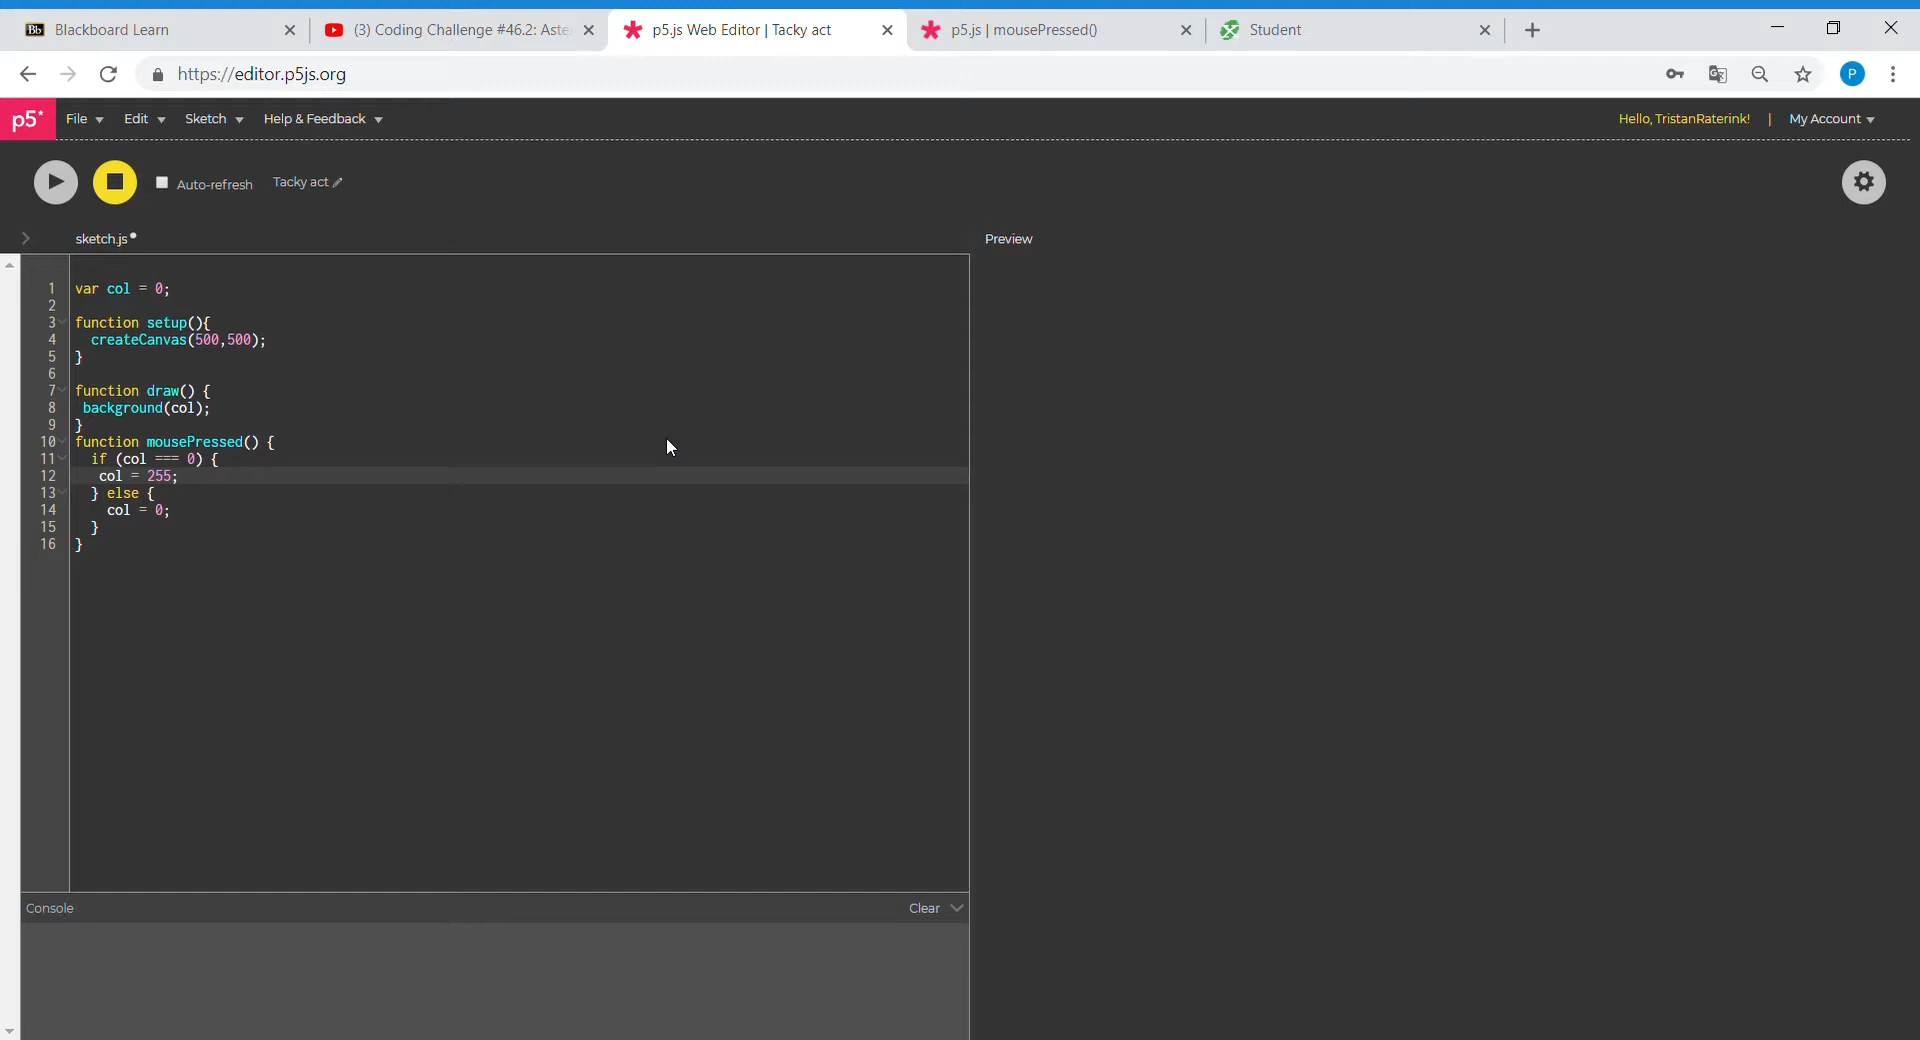 Bb Blackboard Learn
(3) Coding Challenge #46.2: Aste
p5.js Web Editor | Tacky act
p5.js | mousePressed()
Student
https://editor.p5js.org
P
p5*
File
Edit
Sketch
Help & Feedback
Hello, TristanRaterink!
|
My Account
Auto-refresh
Tacky act
sketch.js
Preview
1 var col = 0;
2
3 function setup(){
4   createCanvas(500,500);
5 }
6
7 function draw() {
8  background(col);
9 }
10 function mousePressed() {
11   if (col === 0) {
12    col = 255;
13   } else {
14     col = 0;
15   }
16 }
Console
Clear